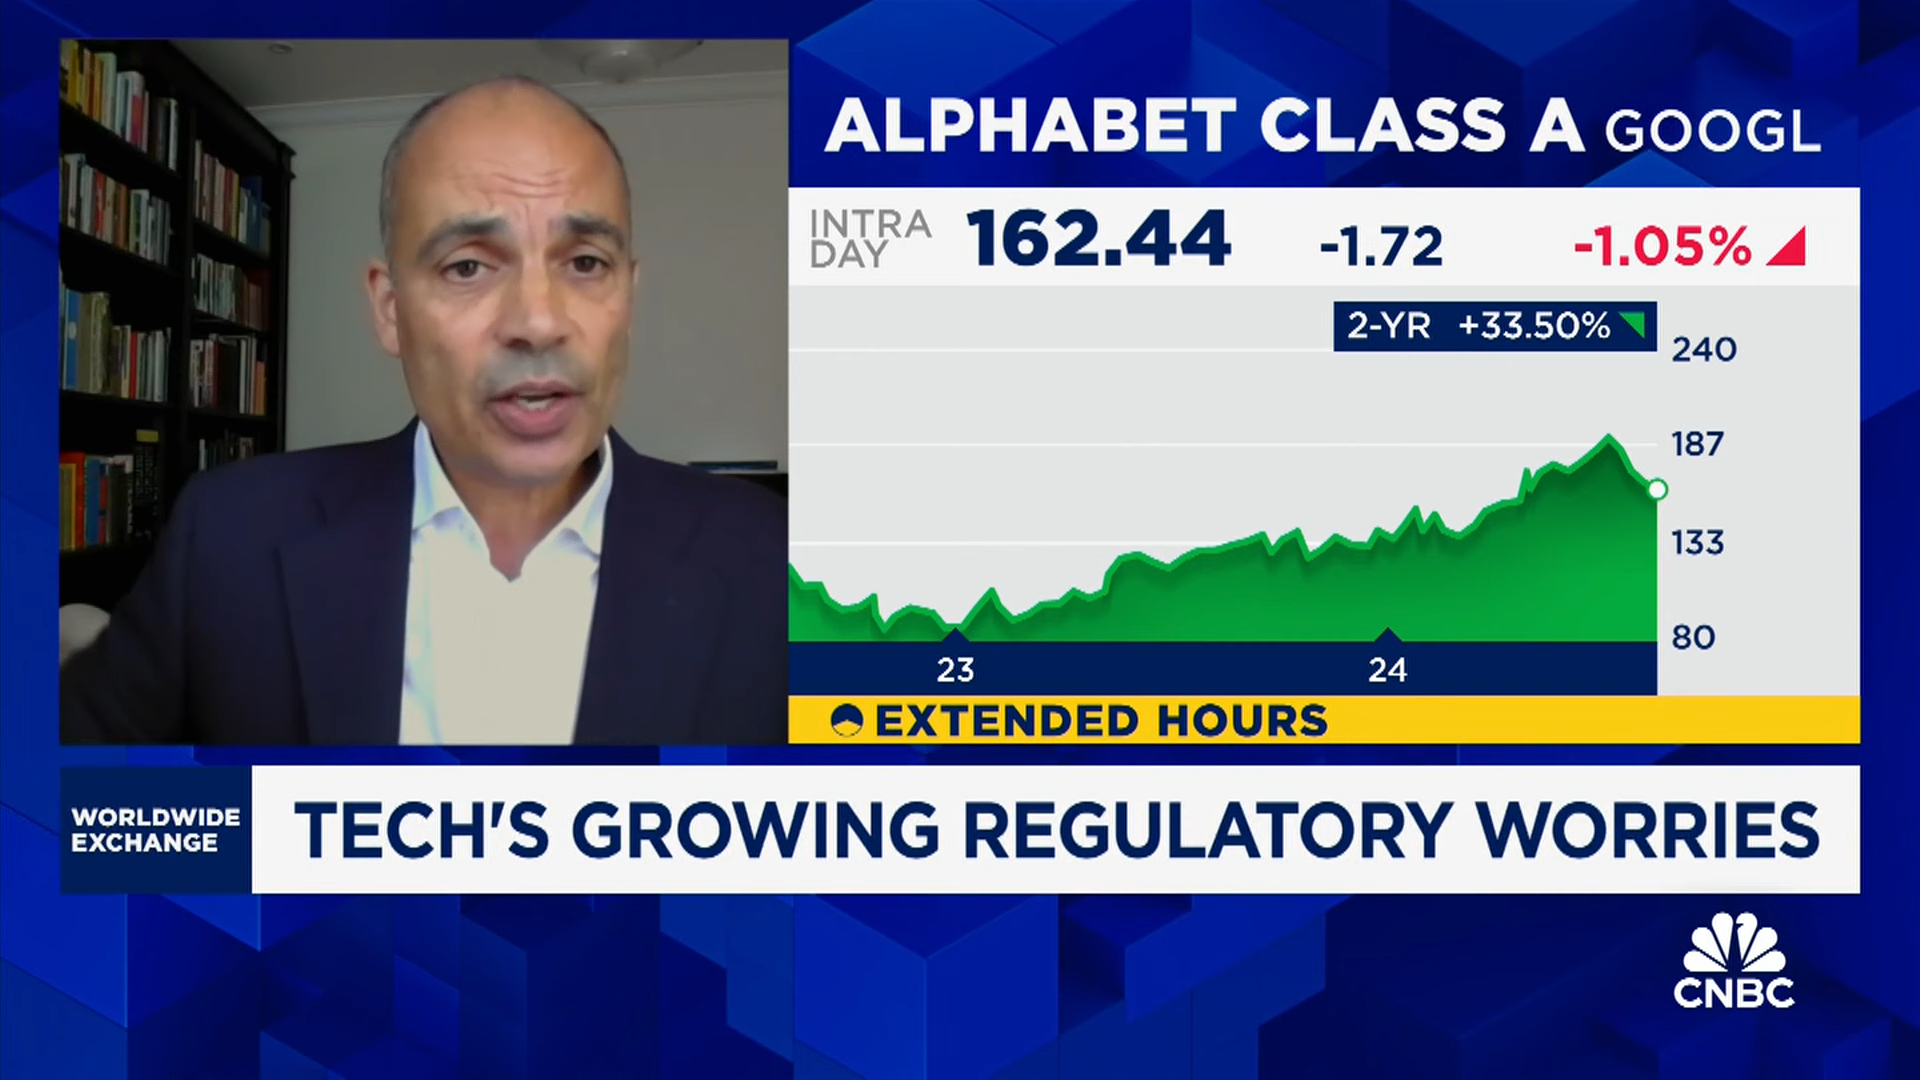 ALPHABET CLASS A GOOGL
INTRA
DAY
162.44
-1.72
-1.05%
2-YR +33.50%
240
187
133
80
23
24
EXTENDED HOURS
WORLDWIDE
EXCHANGE
TECH'S GROWING REGULATORY WORRIES
CNBC